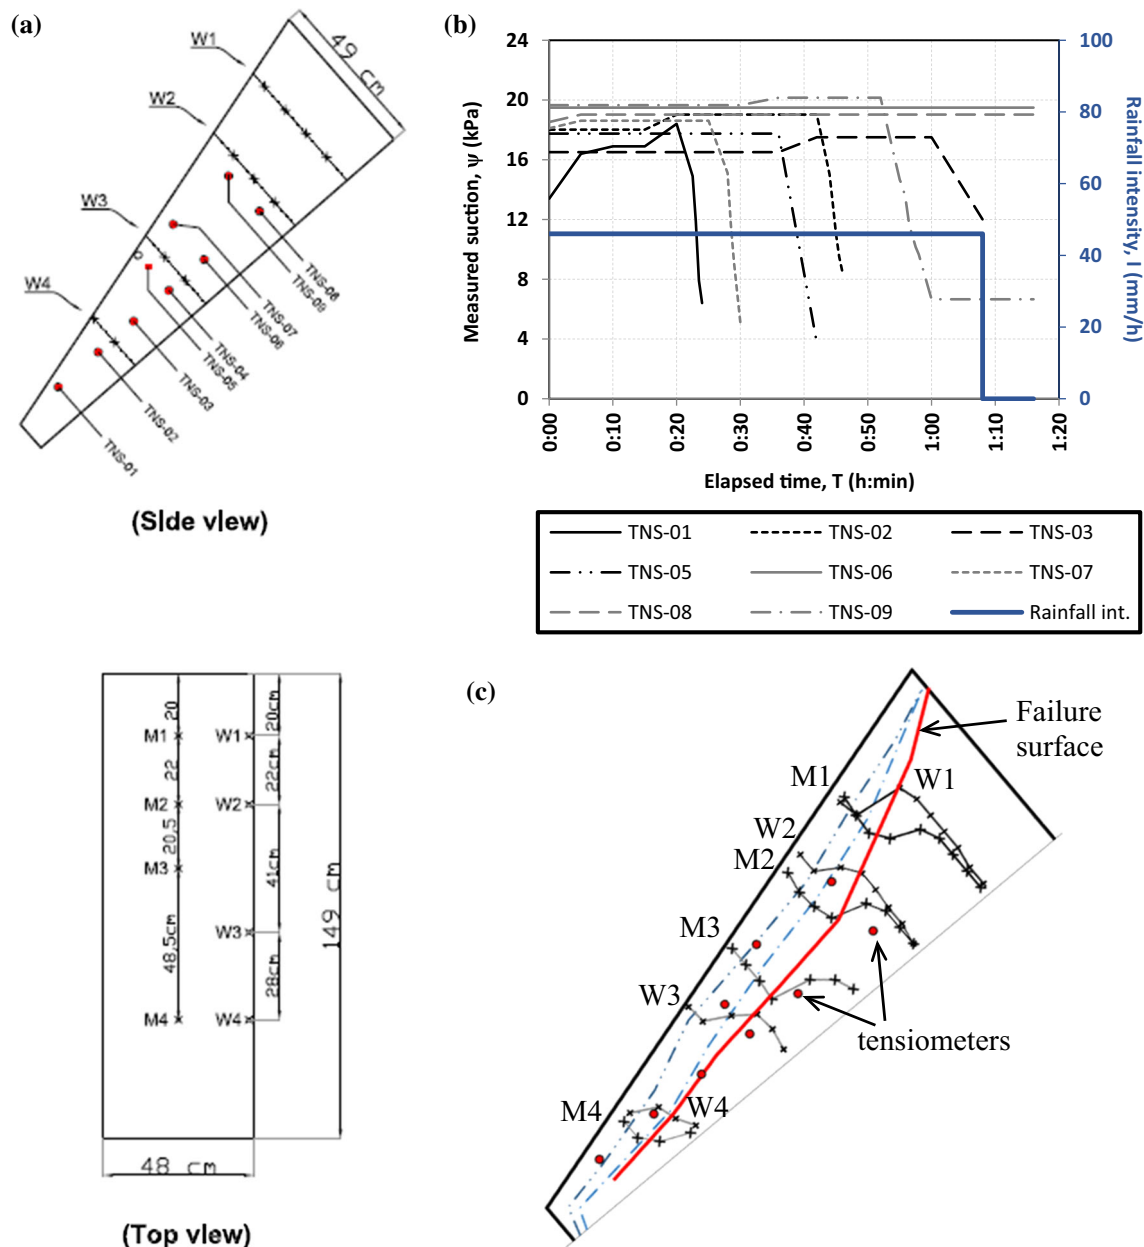 (a)
49 cm
W1
W2
W3
W4
TNS-06
TNS-09
TNS-07
TNS-06
TNS-04
TNS-05
TNS-03
TNS-02
TNS-01
(SIde vIew)
20
20cm
M1
W1
22
22cm
M2
W2
20,5
41cm
M3
149 cm
48,5cm
W3
28cm
M4
W4
48 cm
(Top vIew)
(b)
24
20
16
12
8
4
0
Measured suction, ψ (kPa)
100
80
60
40
20
0
Rainfall intensity, I (mm/h)
0:00
0:10
0:20
0:30
0:40
0:50
1:00
1:10
1:20
Elapsed time, T (h:min)
TNS-01 TNS-02 TNS-03
TNS-05 TNS-06 TNS-07
TNS-08 TNS-09 Rainfall int.
(c)
Failure
surface
M1
W1
W2
M2
M3
W3
tensiometers
M4
W4